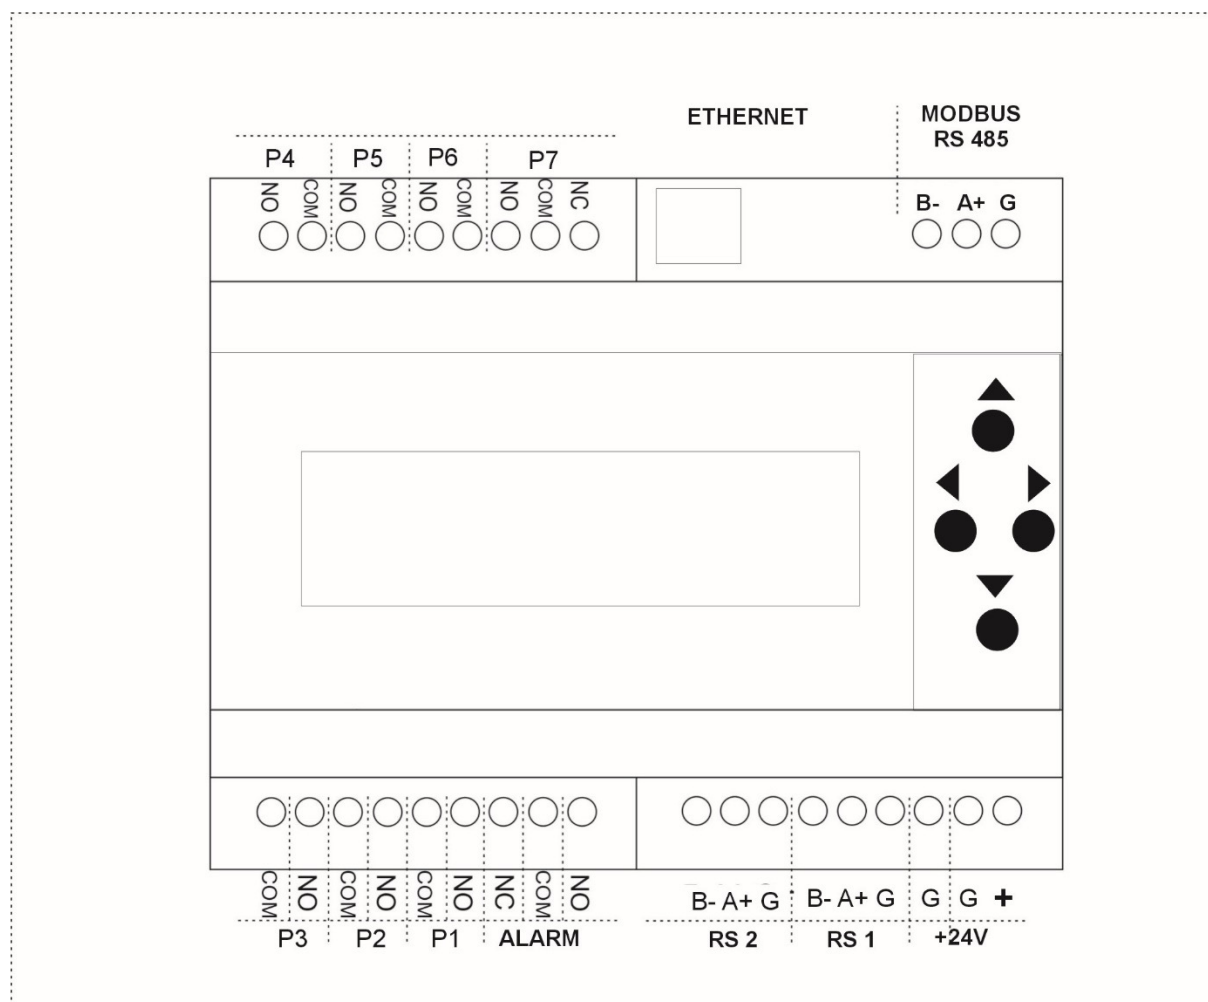 ETHERNET
MODBUS
RS 485
P4 P5 P6 P7
NO COM NO COM NO COM NO COM NC
B- A+ G
COM NO COM NO COM NO NC COM NO
B- A+ G B- A+ G G G +
P3 P2 P1 ALARM
RS 2 RS 1 +24V